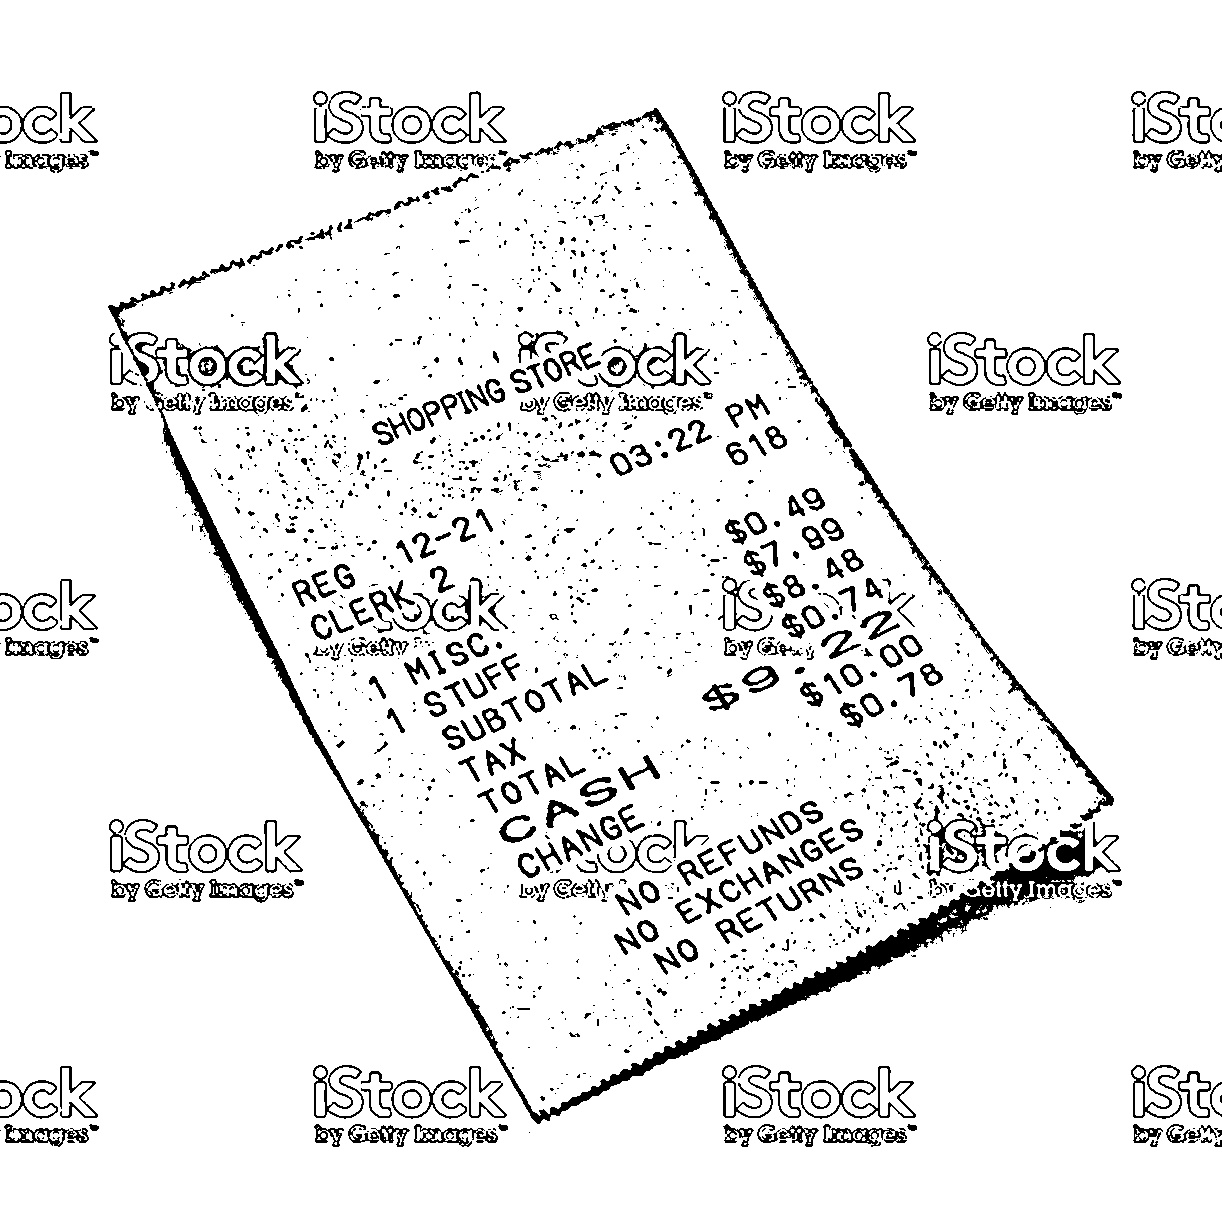 SHOPPING STORE
REG 12-21 03:22 PM
CLERK 2 618
1 MISC. $0.49
1 STUFF $7.99
SUBTOTAL $8.48
TAX $0.74
TOTAL $9.22
CASH $10.00
CHANGE $0.78
NO REFUNDS
NO EXCHANGES
NO RETURNS
iStock
by Getty Images™